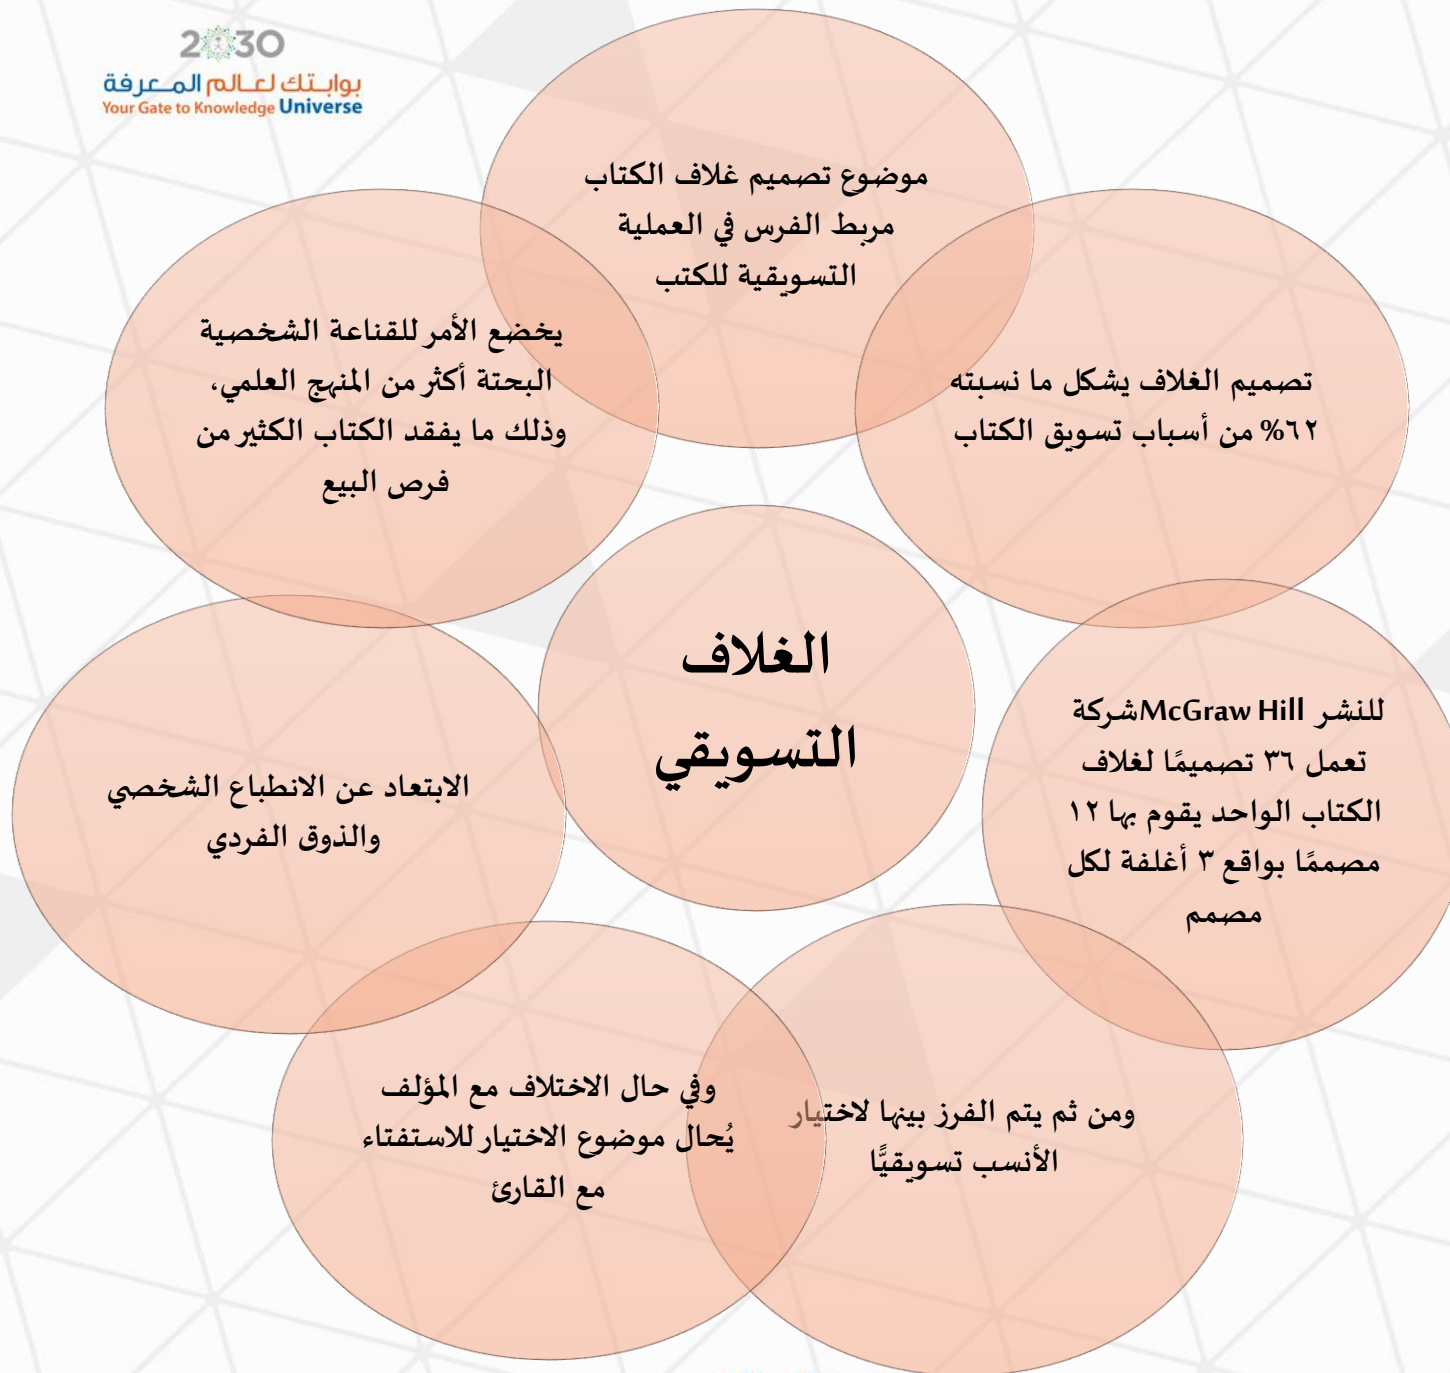 2030
بوابتك لعالم المعرفة
Your Gate to Knowledge Universe
موضوع تصميم غلاف الكتاب
مربط الفرس في العملية
التسويقية للكتب
تصميم الغلاف يشكل ما نسبته
٦٢% من أسباب تسويق الكتاب
للنشر McGraw Hillشركة
تعمل ٣٦ تصميمًا لغلاف
الكتاب الواحد يقوم بها ١٢
مصممًا بواقع ٣ أغلفة لكل
مصمم
ومن ثم يتم الفرز بينها لاختيار
الأنسب تسويقيًّا
وفي حال الاختلاف مع المؤلف
يُحال موضوع الاختيار للاستفتاء
مع القارئ
الابتعاد عن الانطباع الشخصي
والذوق الفردي
يخضع الأمر للقناعة الشخصية
البحتة أكثر من المنهج العلمي،
وذلك ما يفقد الكتاب الكثير من
فرص البيع
الغلاف
التسويقي